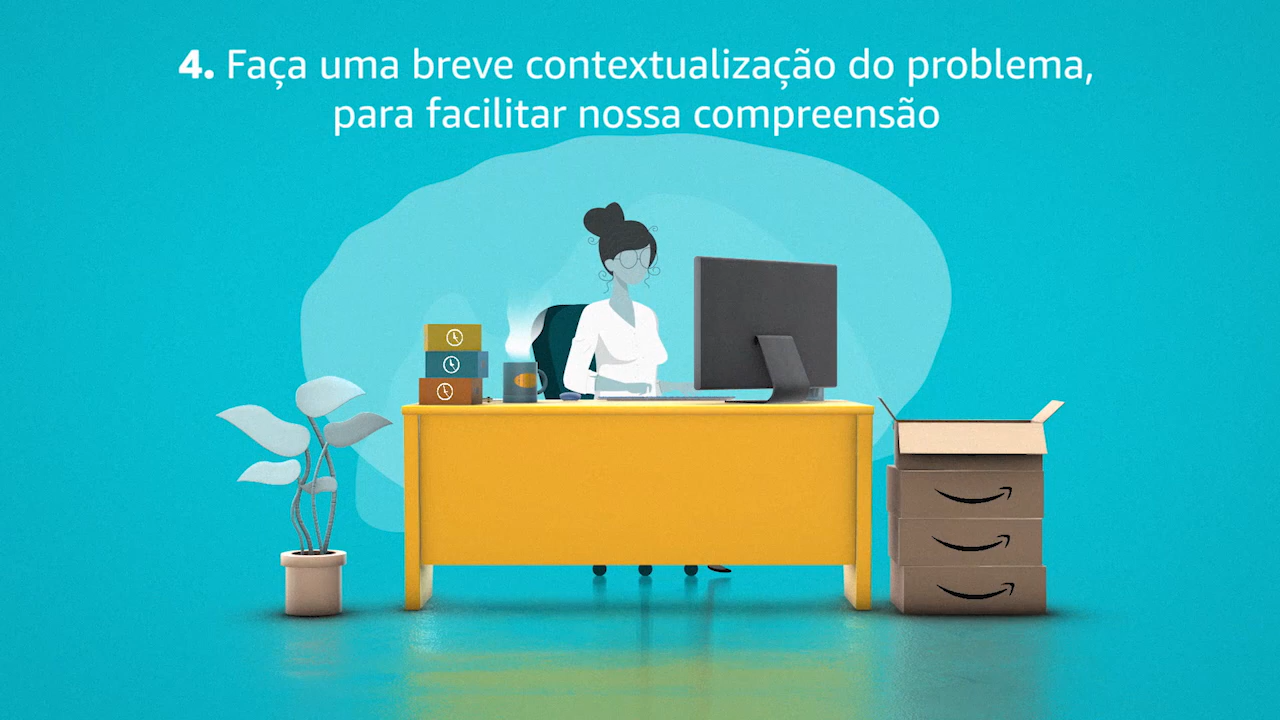 4. Faça uma breve contextualização do problema,
para facilitar nossa compreensão